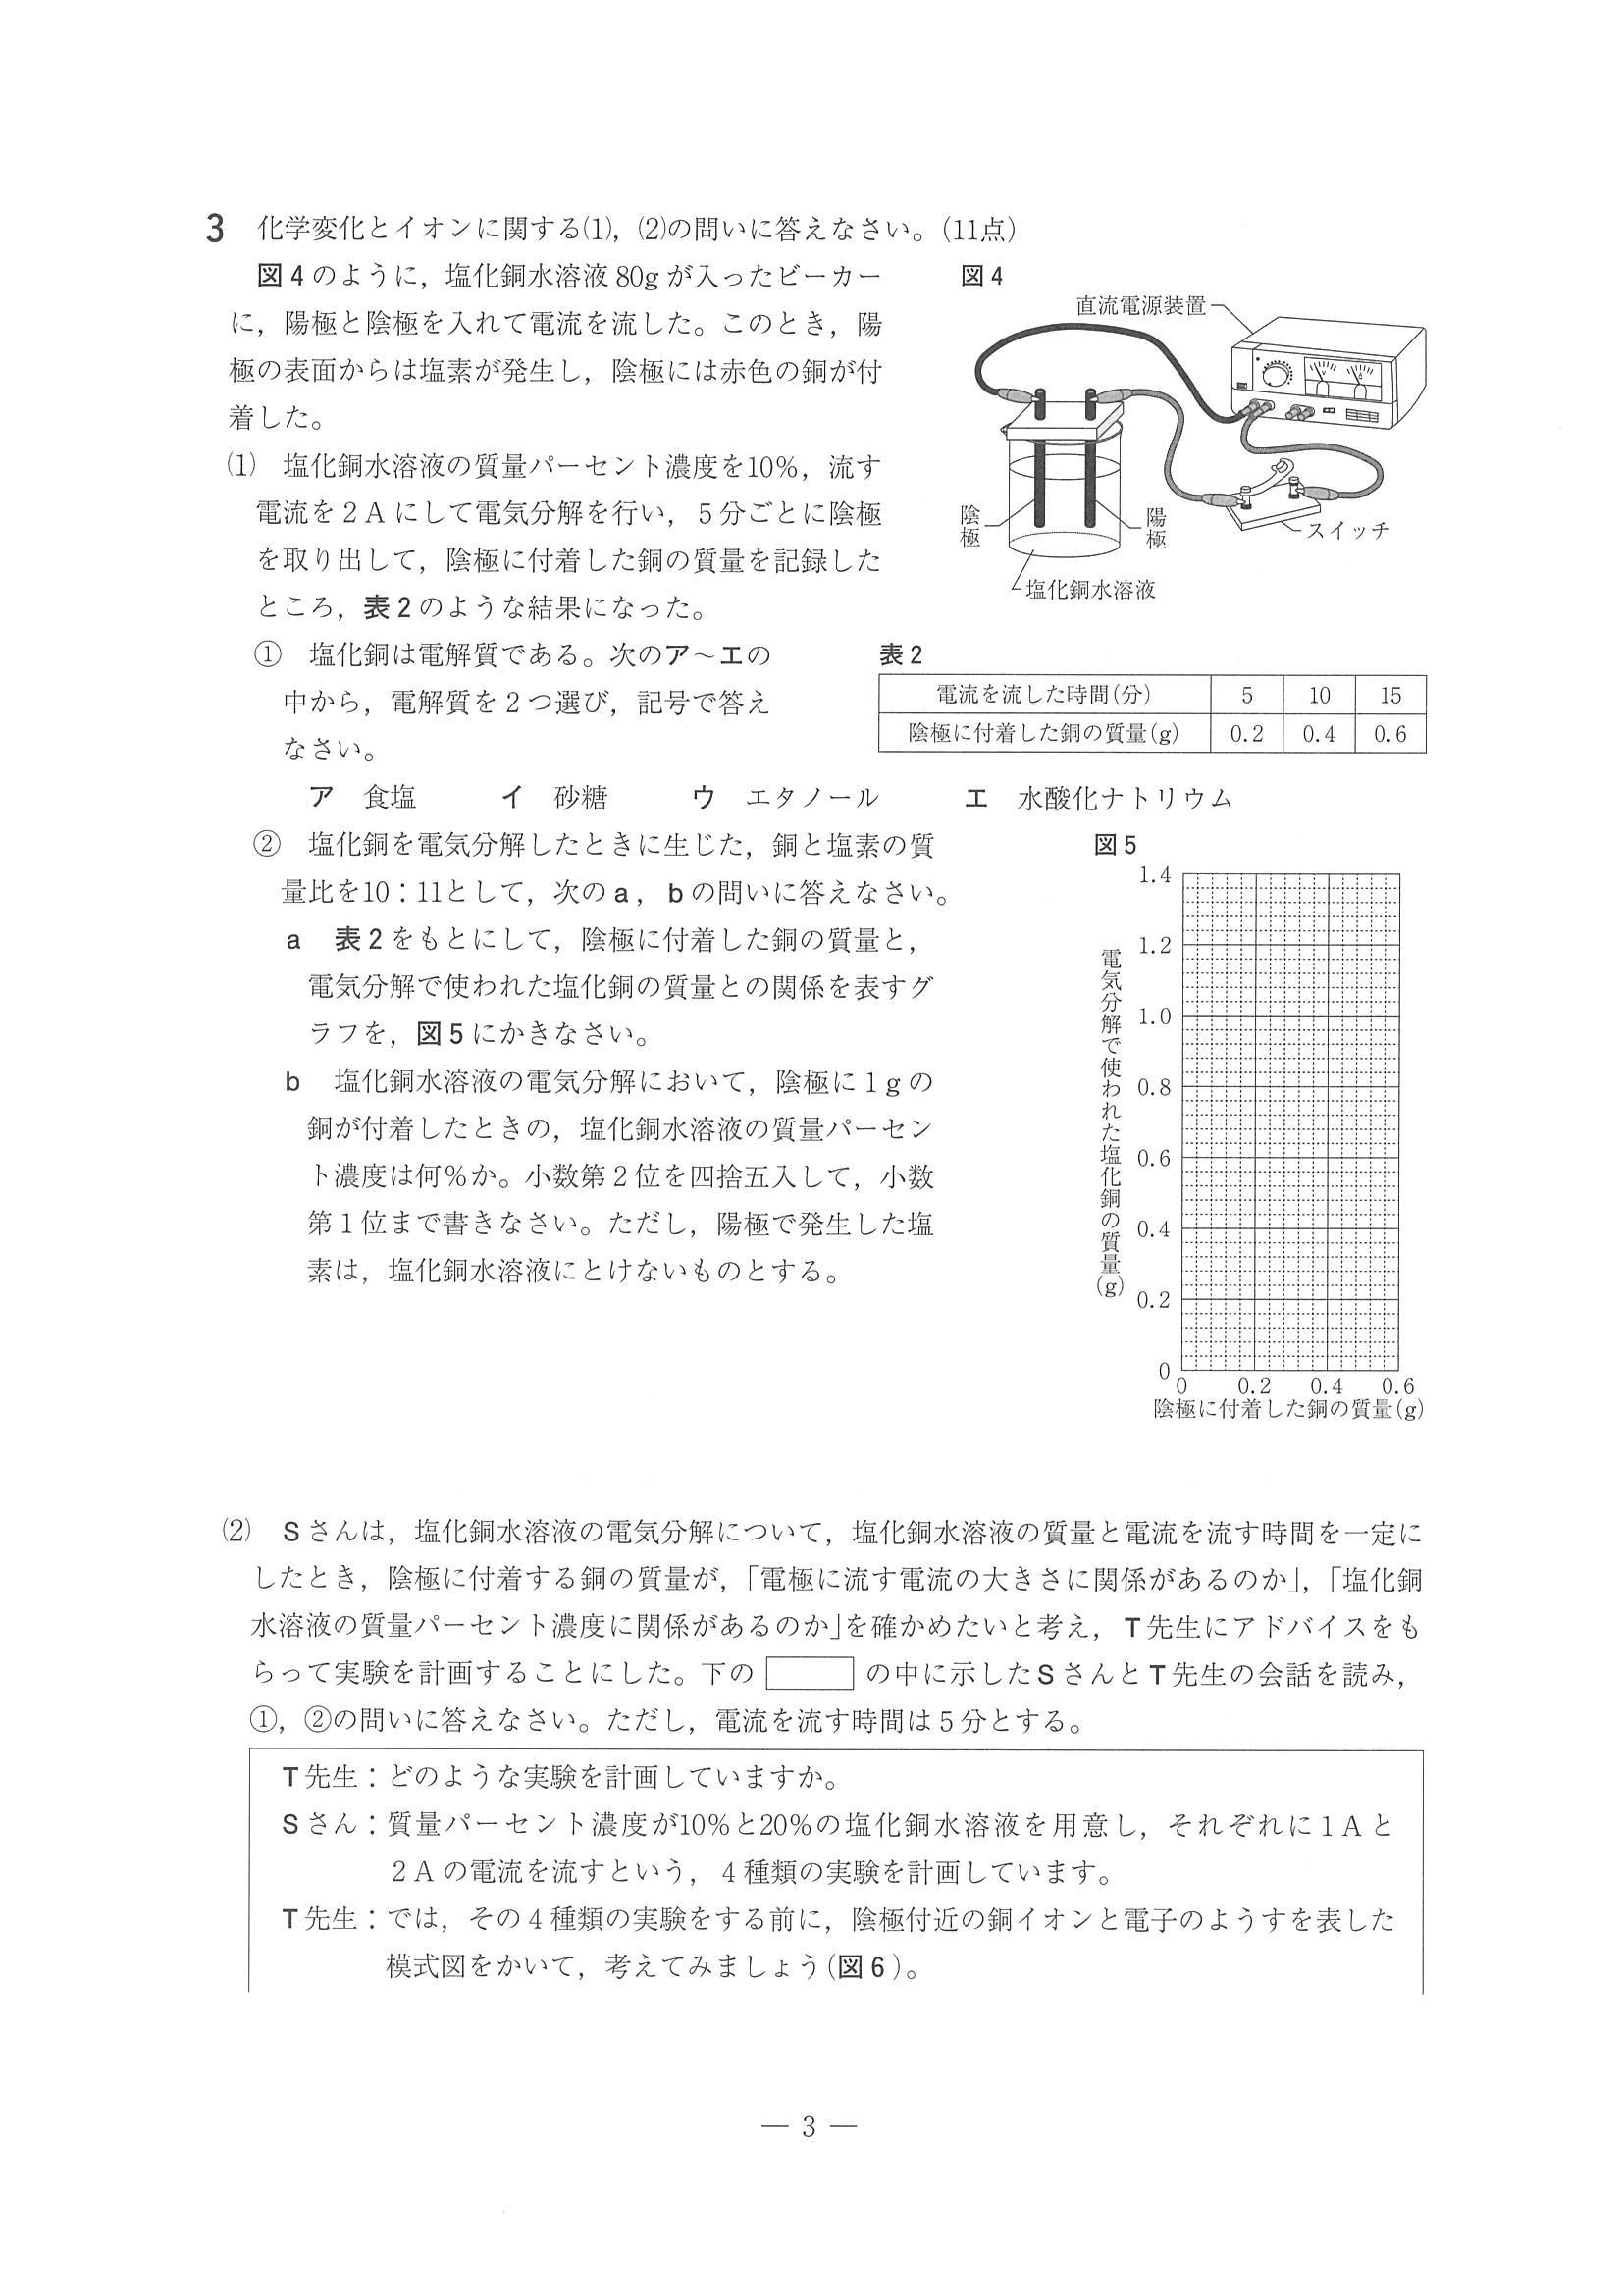 3 化学変化とイオンに関する(1)，(2)の問いに答えなさい。(11点)
図4のように，塩化銅水溶液80gが入ったビーカー
に，陽極と陰極を入れて電流を流した。このとき，陽
極の表面からは塩素が発生し，陰極には赤色の銅が付
着した。
図4
直流電源装置
陰極
陽極
スイッチ
塩化銅水溶液
(1) 塩化銅水溶液の質量パーセント濃度を10％，流す
電流を2Aにして電気分解を行い，5分ごとに陰極
を取り出して，陰極に付着した銅の質量を記録した
ところ，表2のような結果になった。
① 塩化銅は電解質である。次のア～エの
中から，電解質を2つ選び，記号で答え
なさい。
表2
電流を流した時間(分) 5 10 15
陰極に付着した銅の質量(g) 0.2 0.4 0.6
ア 食塩 イ 砂糖 ウ エタノール エ 水酸化ナトリウム
② 塩化銅を電気分解したときに生じた，銅と塩素の質
量比を10：11として，次のa，bの問いに答えなさい。
a 表2をもとにして，陰極に付着した銅の質量と，
電気分解で使われた塩化銅の質量との関係を表すグ
ラフを，図5にかきなさい。
b 塩化銅水溶液の電気分解において，陰極に1gの
銅が付着したときの，塩化銅水溶液の質量パーセン
ト濃度は何％か。小数第2位を四捨五入して，小数
第1位まで書きなさい。ただし，陽極で発生した塩
素は，塩化銅水溶液にとけないものとする。
図5
電気分解で使われた塩化銅の質量(g)
1.4
1.2
1.0
0.8
0.6
0.4
0.2
0
0 0.2 0.4 0.6
陰極に付着した銅の質量(g)
(2) Sさんは，塩化銅水溶液の電気分解について，塩化銅水溶液の質量と電流を流す時間を一定に
したとき，陰極に付着する銅の質量が，「電極に流す電流の大きさに関係があるのか」，「塩化銅
水溶液の質量パーセント濃度に関係があるのか」を確かめたいと考え，T先生にアドバイスをも
らって実験を計画することにした。下の の中に示したSさんとT先生の会話を読み，
①，②の問いに答えなさい。ただし，電流を流す時間は5分とする。
T先生：どのような実験を計画していますか。
Sさん：質量パーセント濃度が10％と20％の塩化銅水溶液を用意し，それぞれに1Aと
2Aの電流を流すという，4種類の実験を計画しています。
T先生：では，その4種類の実験をする前に，陰極付近の銅イオンと電子のようすを表した
模式図をかいて，考えてみましょう(図6)。
— 3 —